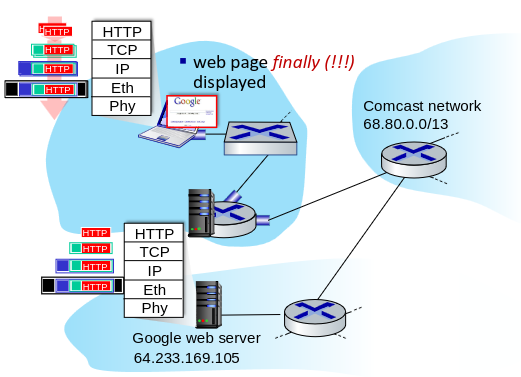 HTTP
HTTP
HTTP
HTTP
HTTP
HTTP
TCP
IP
Eth
Phy
web page finally (!!!)
displayed
Google
Comcast network
68.80.0.0/13
HTTP
HTTP
HTTP
HTTP
HTTP
TCP
IP
Eth
Phy
Google web server
64.233.169.105